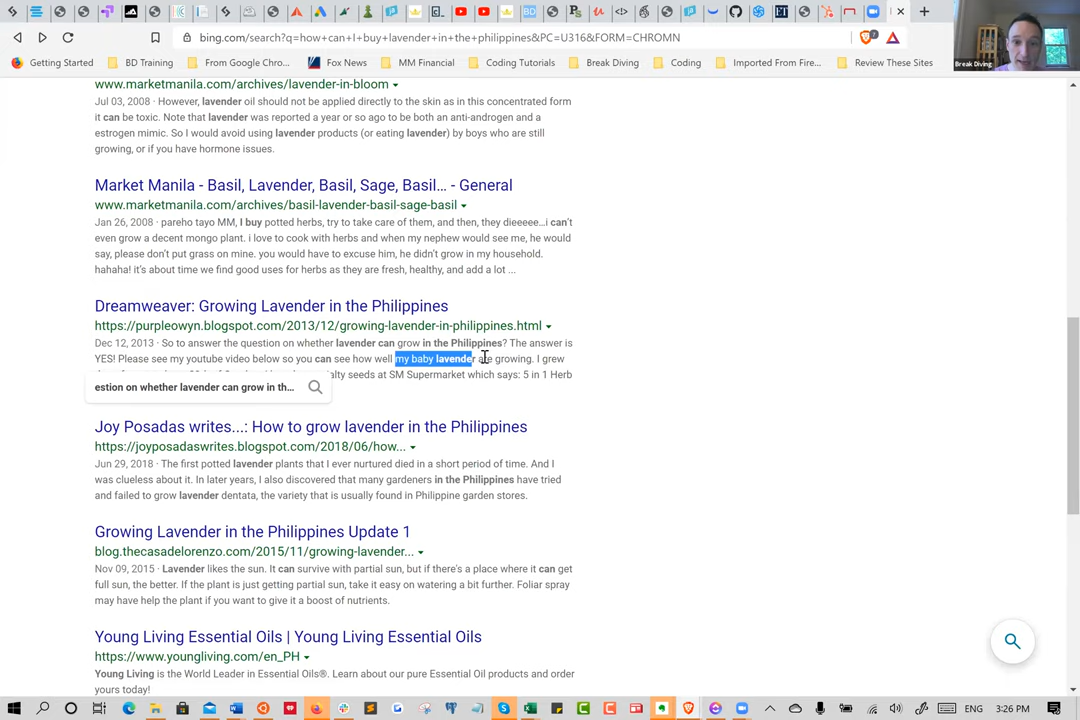 bing.com/search?q=how+can+I+buy+lavender+in+the+philippines&PC=U316&FORM=CHROMN
Break Diving
Getting Started BD Training From Google Chro... Fox News MM Financial Coding Tutorials Break Diving Coding Imported From Fire... Review These Sites
www.marketmanila.com/archives/lavender-in-bloom
Jul 03, 2008 · However, lavender oil should not be applied directly to the skin as in this concentrated form
it can be toxic. Note that lavender was reported a year or so ago to be both an anti-androgen and a
estrogen mimic. So I would avoid using lavender products (or eating lavender) by boys who are still
growing, or if you have hormone issues.
Market Manila - Basil, Lavender, Basil, Sage, Basil... - General
www.marketmanila.com/archives/basil-lavender-basil-sage-basil
Jan 26, 2008 · pareho tayo MM, I buy potted herbs, try to take care of them, and then, they dieeeee...i can't
even grow a decent mongo plant. i love to cook with herbs and when my nephew would see me, he would
say, please don't put grass on mine. you would have to excuse him, he didn't grow in my household.
hahaha! it's about time we find good uses for herbs as they are fresh, healthy, and add a lot ...
Dreamweaver: Growing Lavender in the Philippines
https://purpleowyn.blogspot.com/2013/12/growing-lavender-in-philippines.html
Dec 12, 2013 · So to answer the question on whether lavender can grow in the Philippines? The answer is
YES! Please see my youtube video below so you can see how well my baby lavender are growing. I grew
alty seeds at SM Supermarket which says: 5 in 1 Herb
estion on whether lavender can grow in th...
Joy Posadas writes...: How to grow lavender in the Philippines
https://joyposadaswrites.blogspot.com/2018/06/how...
Jun 29, 2018 · The first potted lavender plants that I ever nurtured died in a short period of time. And I
was clueless about it. In later years, I also discovered that many gardeners in the Philippines have tried
and failed to grow lavender dentata, the variety that is usually found in Philippine garden stores.
Growing Lavender in the Philippines Update 1
blog.thecasadelorenzo.com/2015/11/growing-lavender...
Nov 09, 2015 · Lavender likes the sun. It can survive with partial sun, but if there's a place where it can get
full sun, the better. If the plant is just getting partial sun, take it easy on watering a bit further. Foliar spray
may have help the plant if you want to give it a boost of nutrients.
Young Living Essential Oils | Young Living Essential Oils
https://www.youngliving.com/en_PH
Young Living is the World Leader in Essential Oils®. Learn about our pure Essential Oil products and order
yours today!
ENG 3:26 PM